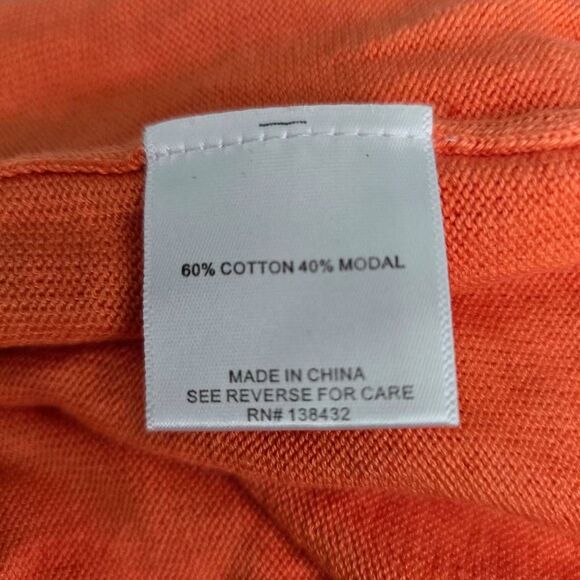 60% COTTON 40% MODAL
MADE IN CHINA
SEE REVERSE FOR CARE
RN# 138432